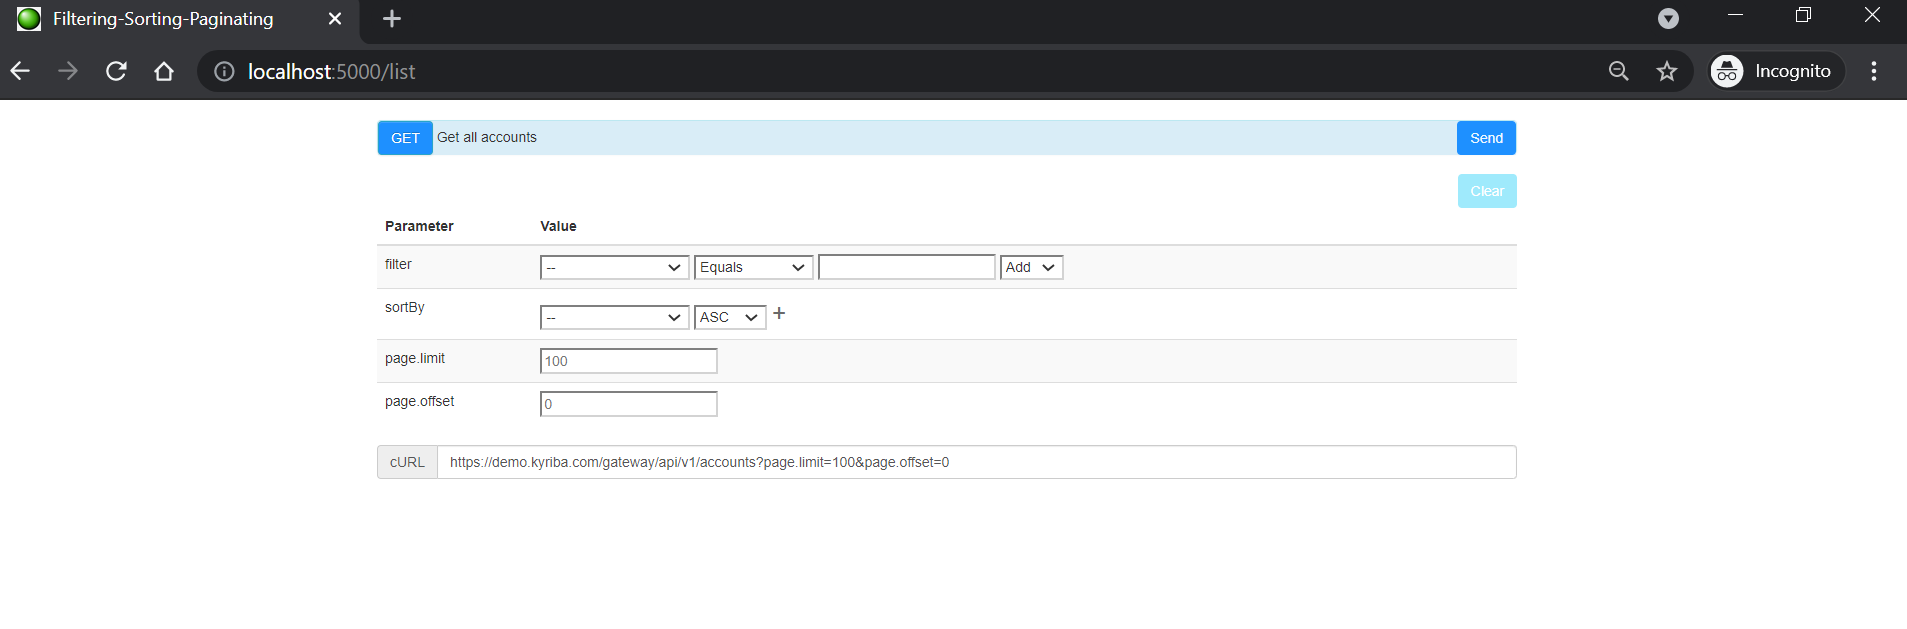 Filtering-Sorting-Paginating
localhost:5000/list
Incognito
GET Get all accounts Send
Clear
Parameter Value
filter -- Equals Add
sortBy -- ASC +
page.limit 100
page.offset 0
cURL https://demo.kyriba.com/gateway/api/v1/accounts?page.limit=100&page.offset=0